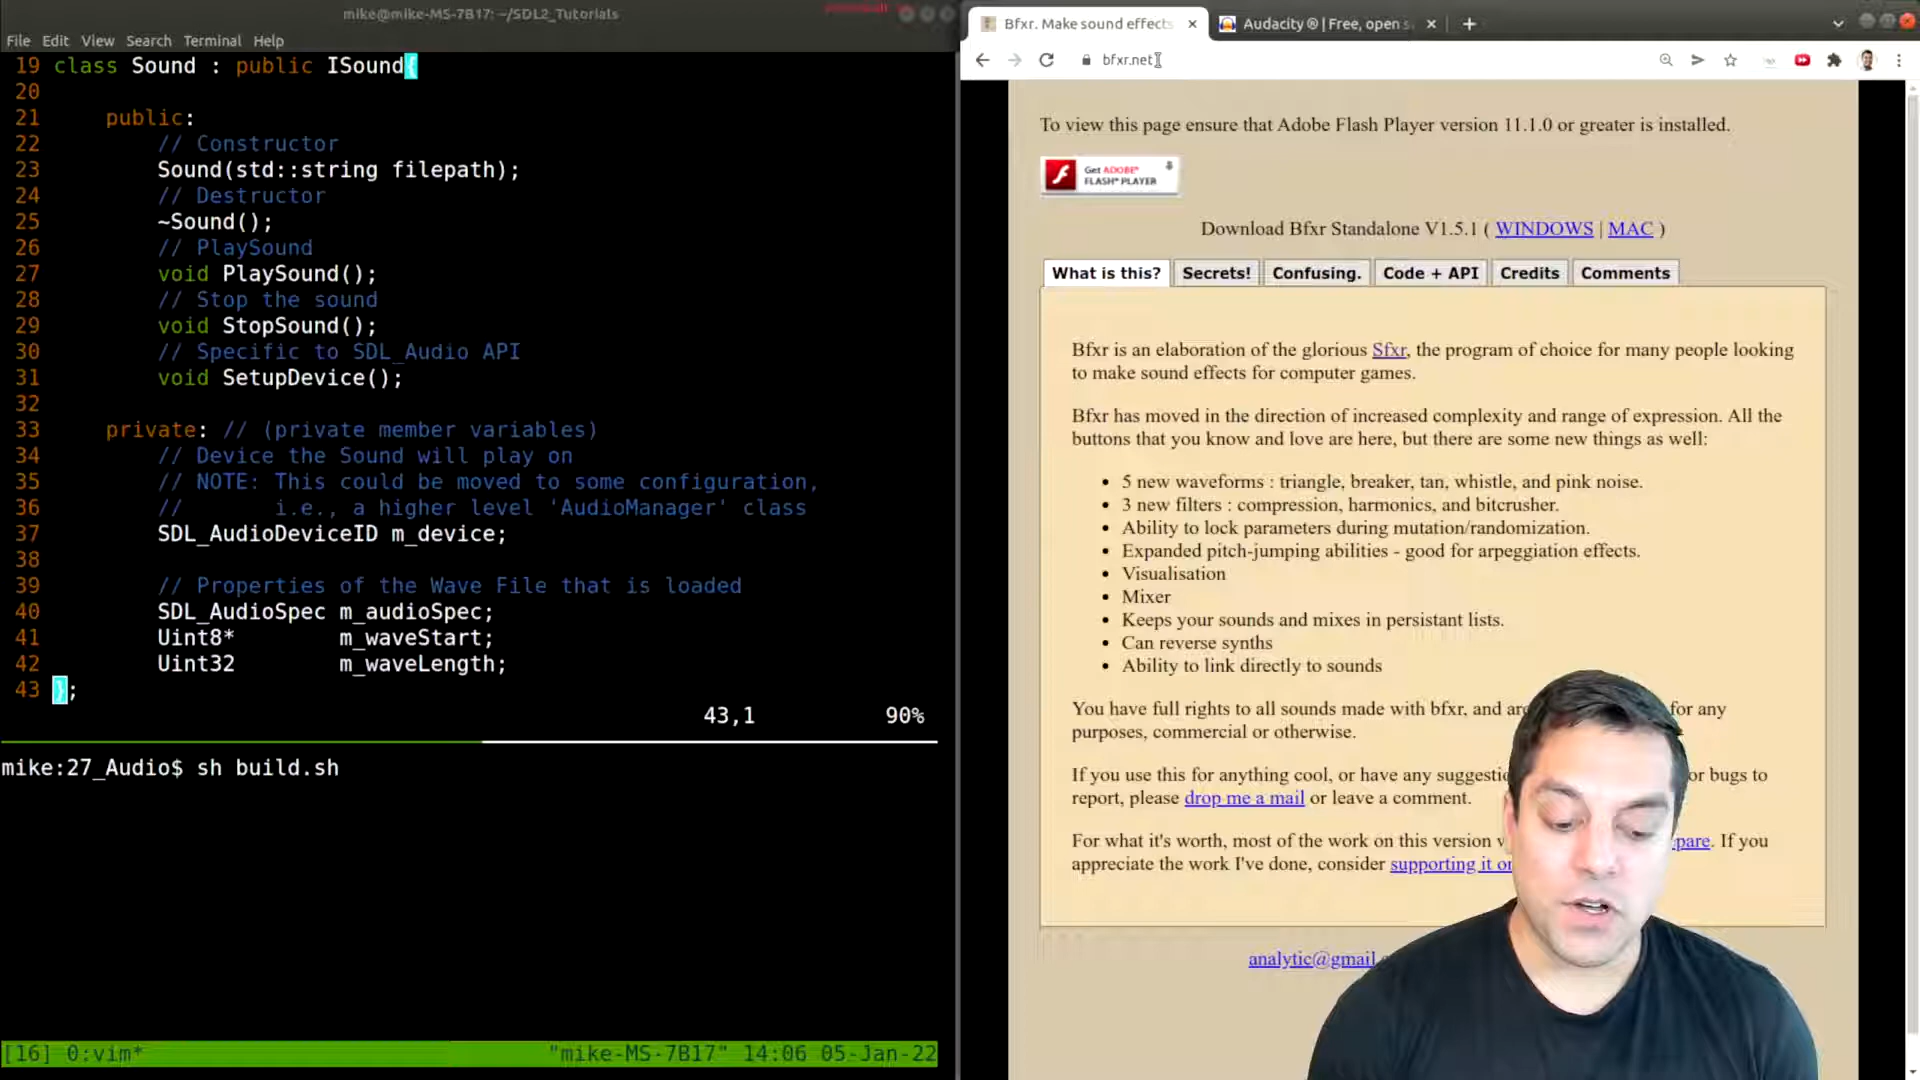 mike@mike-MS-7B17: ~/SDL2_Tutorials
File Edit View Search Terminal Help
19 class Sound : public ISound{
20
21 public:
22 // Constructor
23 Sound(std::string filepath);
24 // Destructor
25 ~Sound();
26 // PlaySound
27 void PlaySound();
28 // Stop the sound
29 void StopSound();
30 // Specific to SDL_Audio API
31 void SetupDevice();
32
33 private: // (private member variables)
34 // Device the Sound will play on
35 // NOTE: This could be moved to some configuration,
36 // i.e., a higher level 'AudioManager' class
37 SDL_AudioDeviceID m_device;
38
39 // Properties of the Wave File that is loaded
40 SDL_AudioSpec m_audioSpec;
41 Uint8* m_waveStart;
42 Uint32 m_waveLength;
43 };
43,1 90%
mike:27_Audio$ sh build.sh
[16] 0:vim* "mike-MS-7B17" 14:06 05-Jan-22
Bfxr. Make sound effects
Audacity ® | Free, open s
bfxr.net
To view this page ensure that Adobe Flash Player version 11.1.0 or greater is installed.
Get ADOBE®
FLASH® PLAYER
Download Bfxr Standalone V1.5.1 ( WINDOWS | MAC )
What is this? Secrets! Confusing. Code + API Credits Comments
Bfxr is an elaboration of the glorious Sfxr, the program of choice for many people looking
to make sound effects for computer games.
Bfxr has moved in the direction of increased complexity and range of expression. All the
buttons that you know and love are here, but there are some new things as well:
• 5 new waveforms : triangle, breaker, tan, whistle, and pink noise.
• 3 new filters : compression, harmonics, and bitcrusher.
• Ability to lock parameters during mutation/randomization.
• Expanded pitch-jumping abilities - good for arpeggiation effects.
• Visualisation
• Mixer
• Keeps your sounds and mixes in persistant lists.
• Can reverse synths
• Ability to link directly to sounds
You have full rights to all sounds made with bfxr, and are for any
purposes, commercial or otherwise.
If you use this for anything cool, or have any or bugs to
report, please drop me a mail or leave a comment.
For what it's worth, most of the work on this version pare. If you
appreciate the work I've done, consider supporting it
analytic@gmail